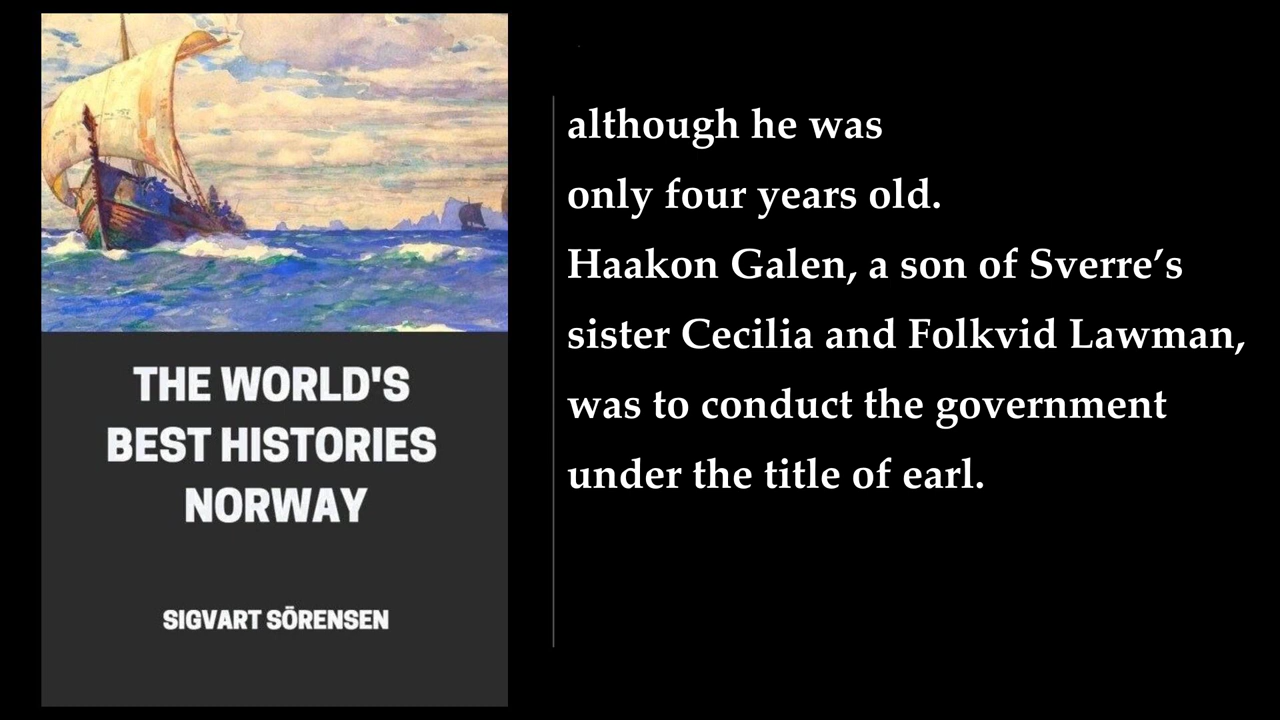 THE WORLD'S
BEST HISTORIES
NORWAY
SIGVART SÖRENSEN
although he was
only four years old.
Haakon Galen, a son of Sverre’s
sister Cecilia and Folkvid Lawman,
was to conduct the government
under the title of earl.